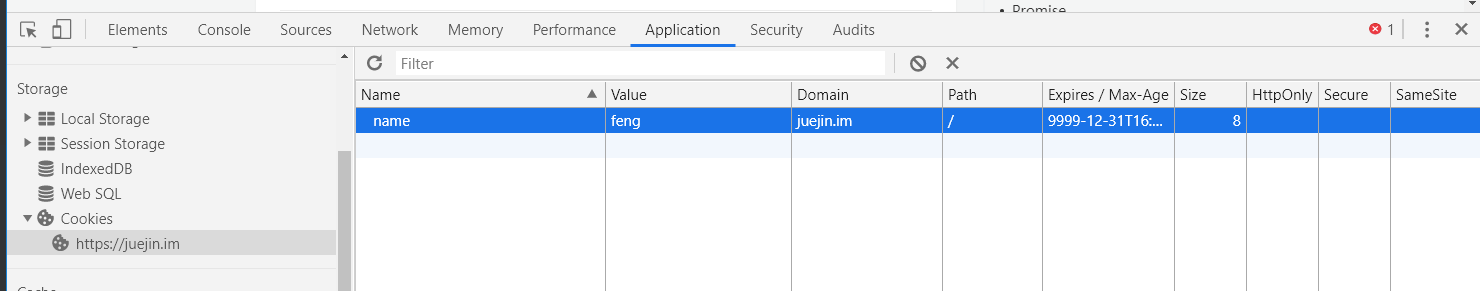 Promise
Elements Console Sources Network Memory Performance Application Security Audits 1
Filter
Storage
Local Storage
Session Storage
IndexedDB
Web SQL
Cookies
https://juejin.im
Name Value Domain Path Expires / Max-Age Size HttpOnly Secure SameSite
name feng juejin.im / 9999-12-31T16:... 8